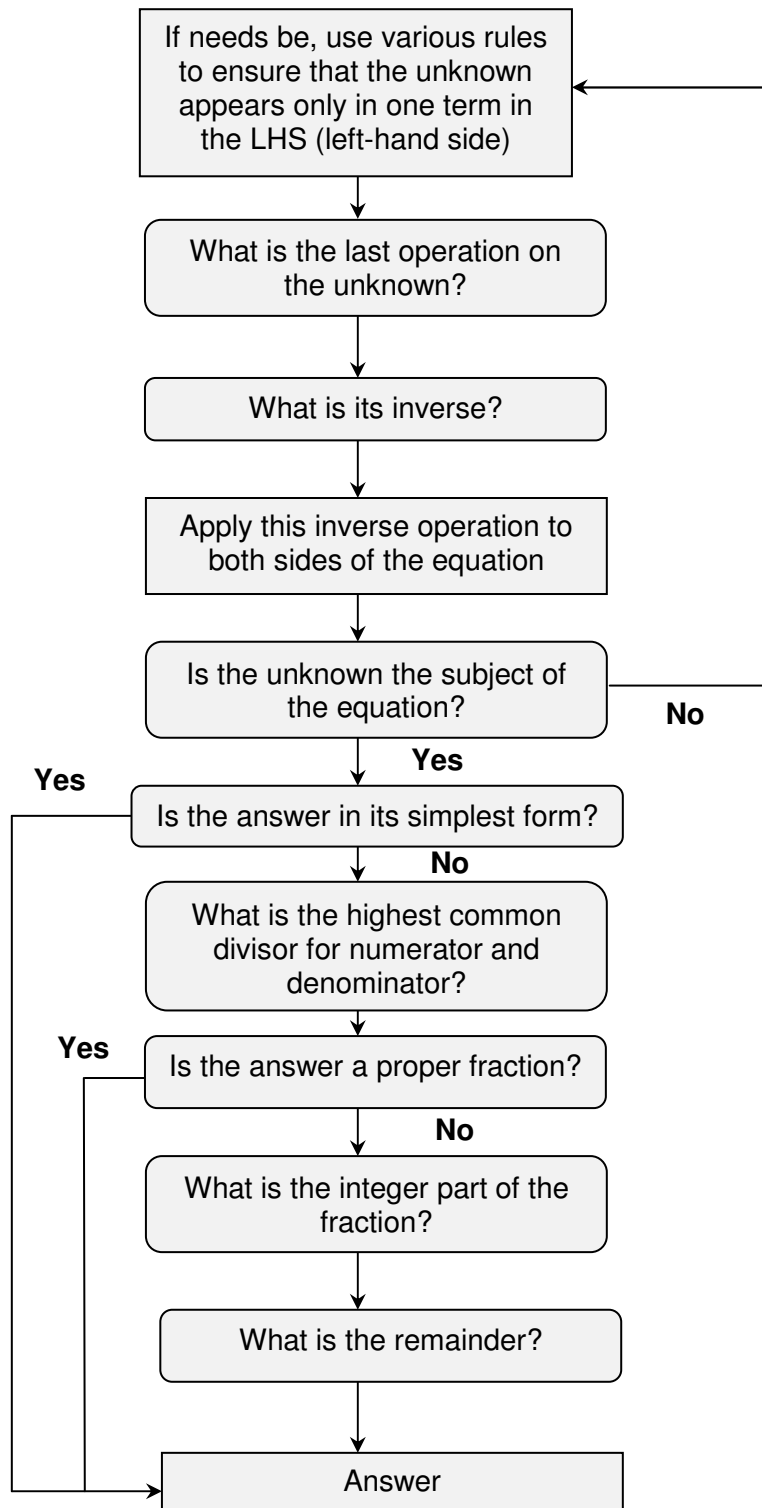 If needs be, use various rules
to ensure that the unknown
appears only in one term in
the LHS (left-hand side)
What is the last operation on
the unknown?
What is its inverse?
Apply this inverse operation to
both sides of the equation
Is the unknown the subject of
the equation?
No
Yes
Yes
Is the answer in its simplest form?
No
What is the highest common
divisor for numerator and
denominator?
Yes
Is the answer a proper fraction?
No
What is the integer part of the
fraction?
What is the remainder?
Answer